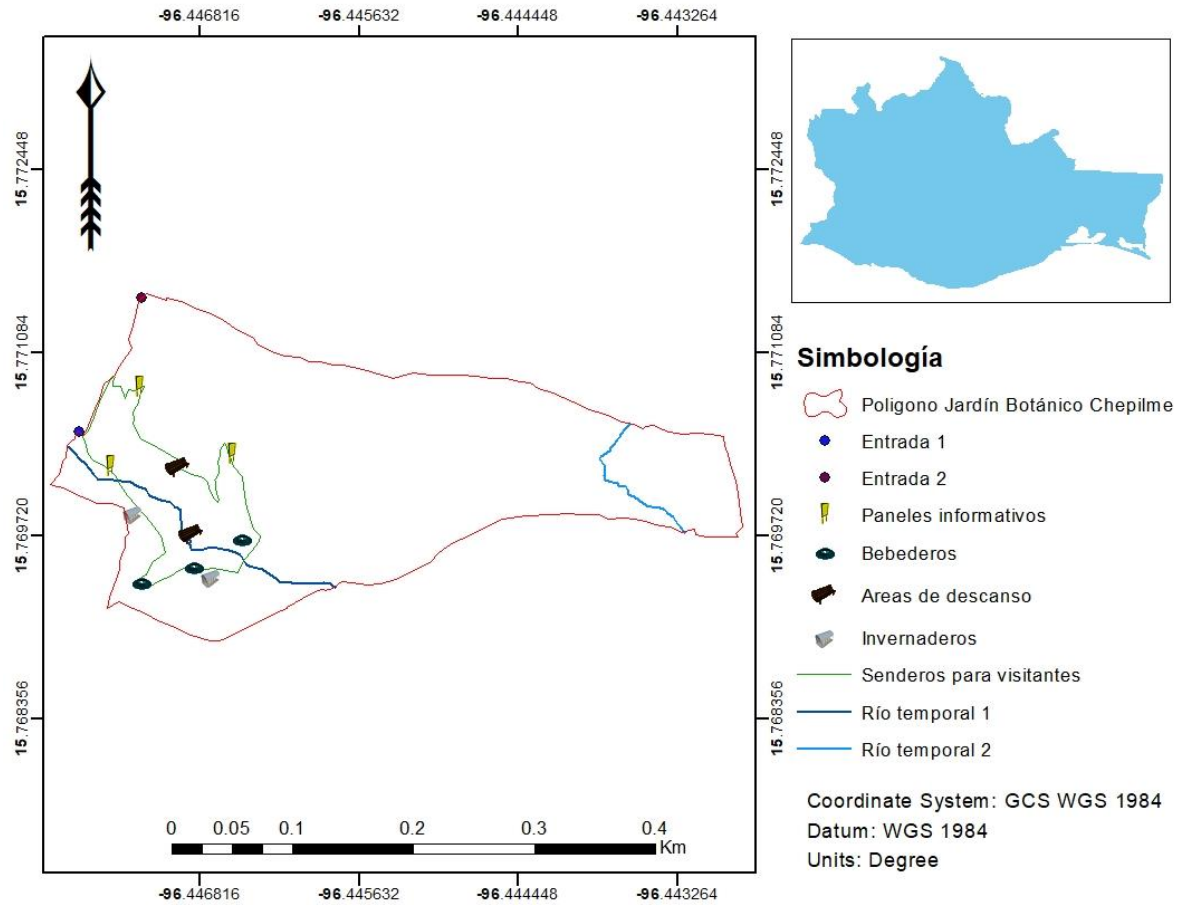 -96.446816 -96.445632 -96.444448 -96.443264
15.772448 15.772448
15.771084 15.771084
15.769720 15.769720
15.768356 15.768356
0 0.05 0.1 0.2 0.3 0.4
Km
-96.446816 -96.445632 -96.444448 -96.443264
Simbología
Poligono Jardín Botánico Chepilme
Entrada 1
Entrada 2
Paneles informativos
Bebederos
Areas de descanso
Invernaderos
Senderos para visitantes
Río temporal 1
Río temporal 2
Coordinate System: GCS WGS 1984
Datum: WGS 1984
Units: Degree